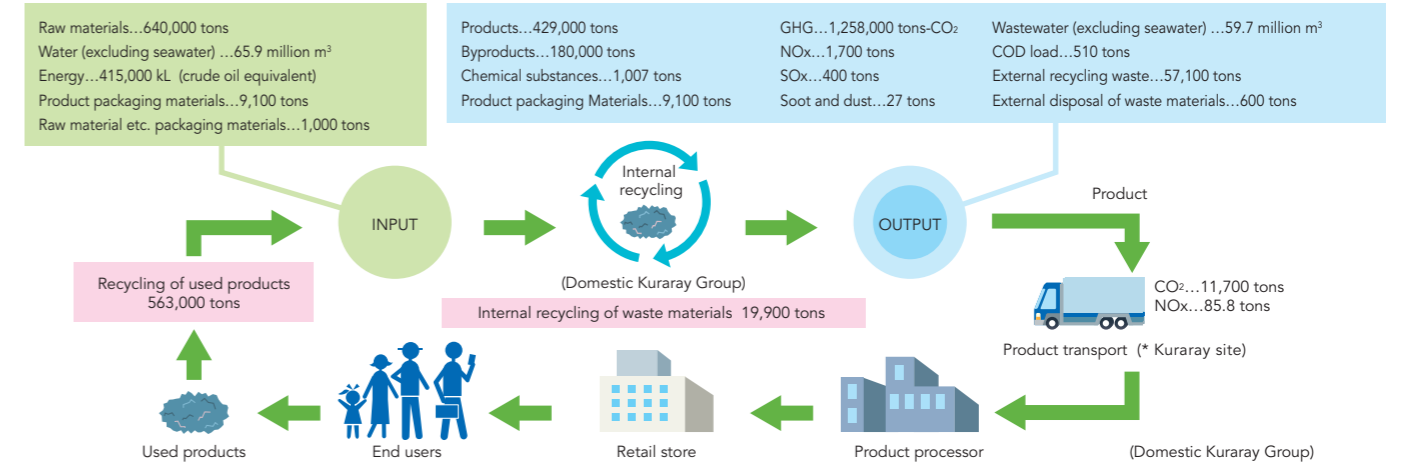 Raw materials…640,000 tons
Water (excluding seawater) …65.9 million m³
Energy…415,000 kL (crude oil equivalent)
Product packaging materials…9,100 tons
Raw material etc. packaging materials…1,000 tons
Products…429,000 tons
Byproducts…180,000 tons
Chemical substances…1,007 tons
Product packaging Materials…9,100 tons
GHG…1,258,000 tons-CO₂
NOx…1,700 tons
SOx…400 tons
Soot and dust…27 tons
Wastewater (excluding seawater) …59.7 million m³
COD load…510 tons
External recycling waste…57,100 tons
External disposal of waste materials…600 tons
INPUT
Internal
recycling
(Domestic Kuraray Group)
Internal recycling of waste materials 19,900 tons
OUTPUT
Product
CO₂…11,700 tons
NOx…85.8 tons
Product transport (* Kuraray site)
Recycling of used products
563,000 tons
Used products
End users
Retail store
Product processor
(Domestic Kuraray Group)